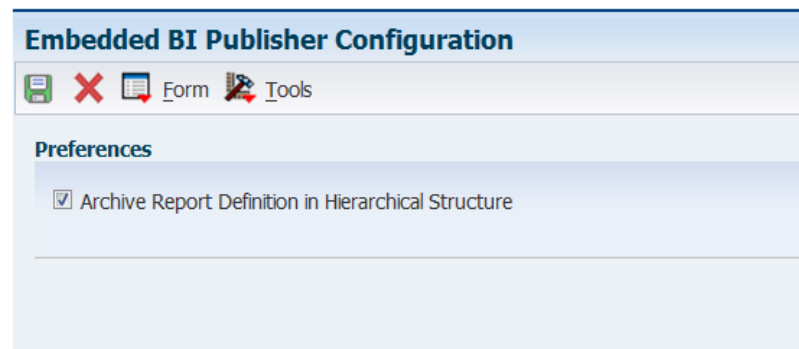 Embedded BI Publisher Configuration
Form Tools
Preferences
Archive Report Definition in Hierarchical Structure